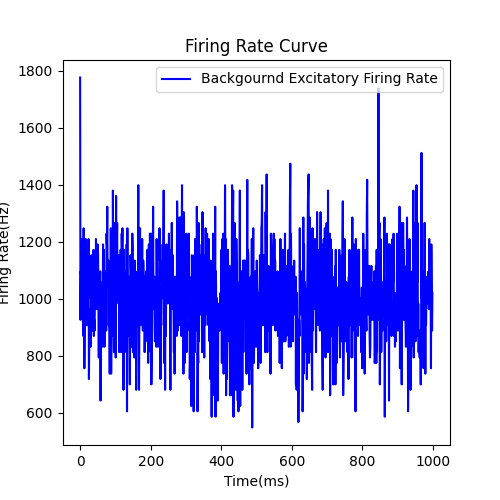 Firing Rate Curve
Backgournd Excitatory Firing Rate
1800
1600
1400
1200
1000
800
600
Firing Rate(Hz)
0 200 400 600 800 1000
Time(ms)